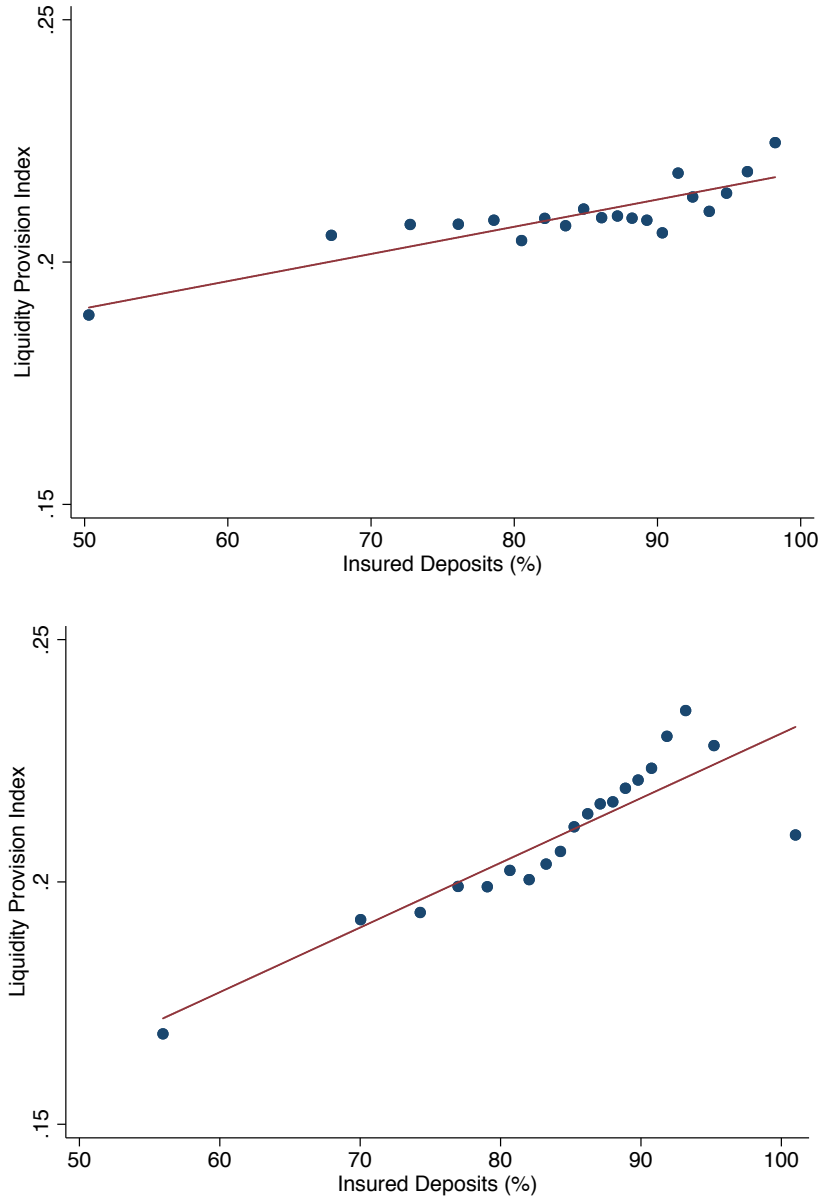 .25
.2
.15
Liquidity Provision Index
50 60 70 80 90 100
Insured Deposits (%)
.25
.2
.15
Liquidity Provision Index
50 60 70 80 90 100
Insured Deposits (%)